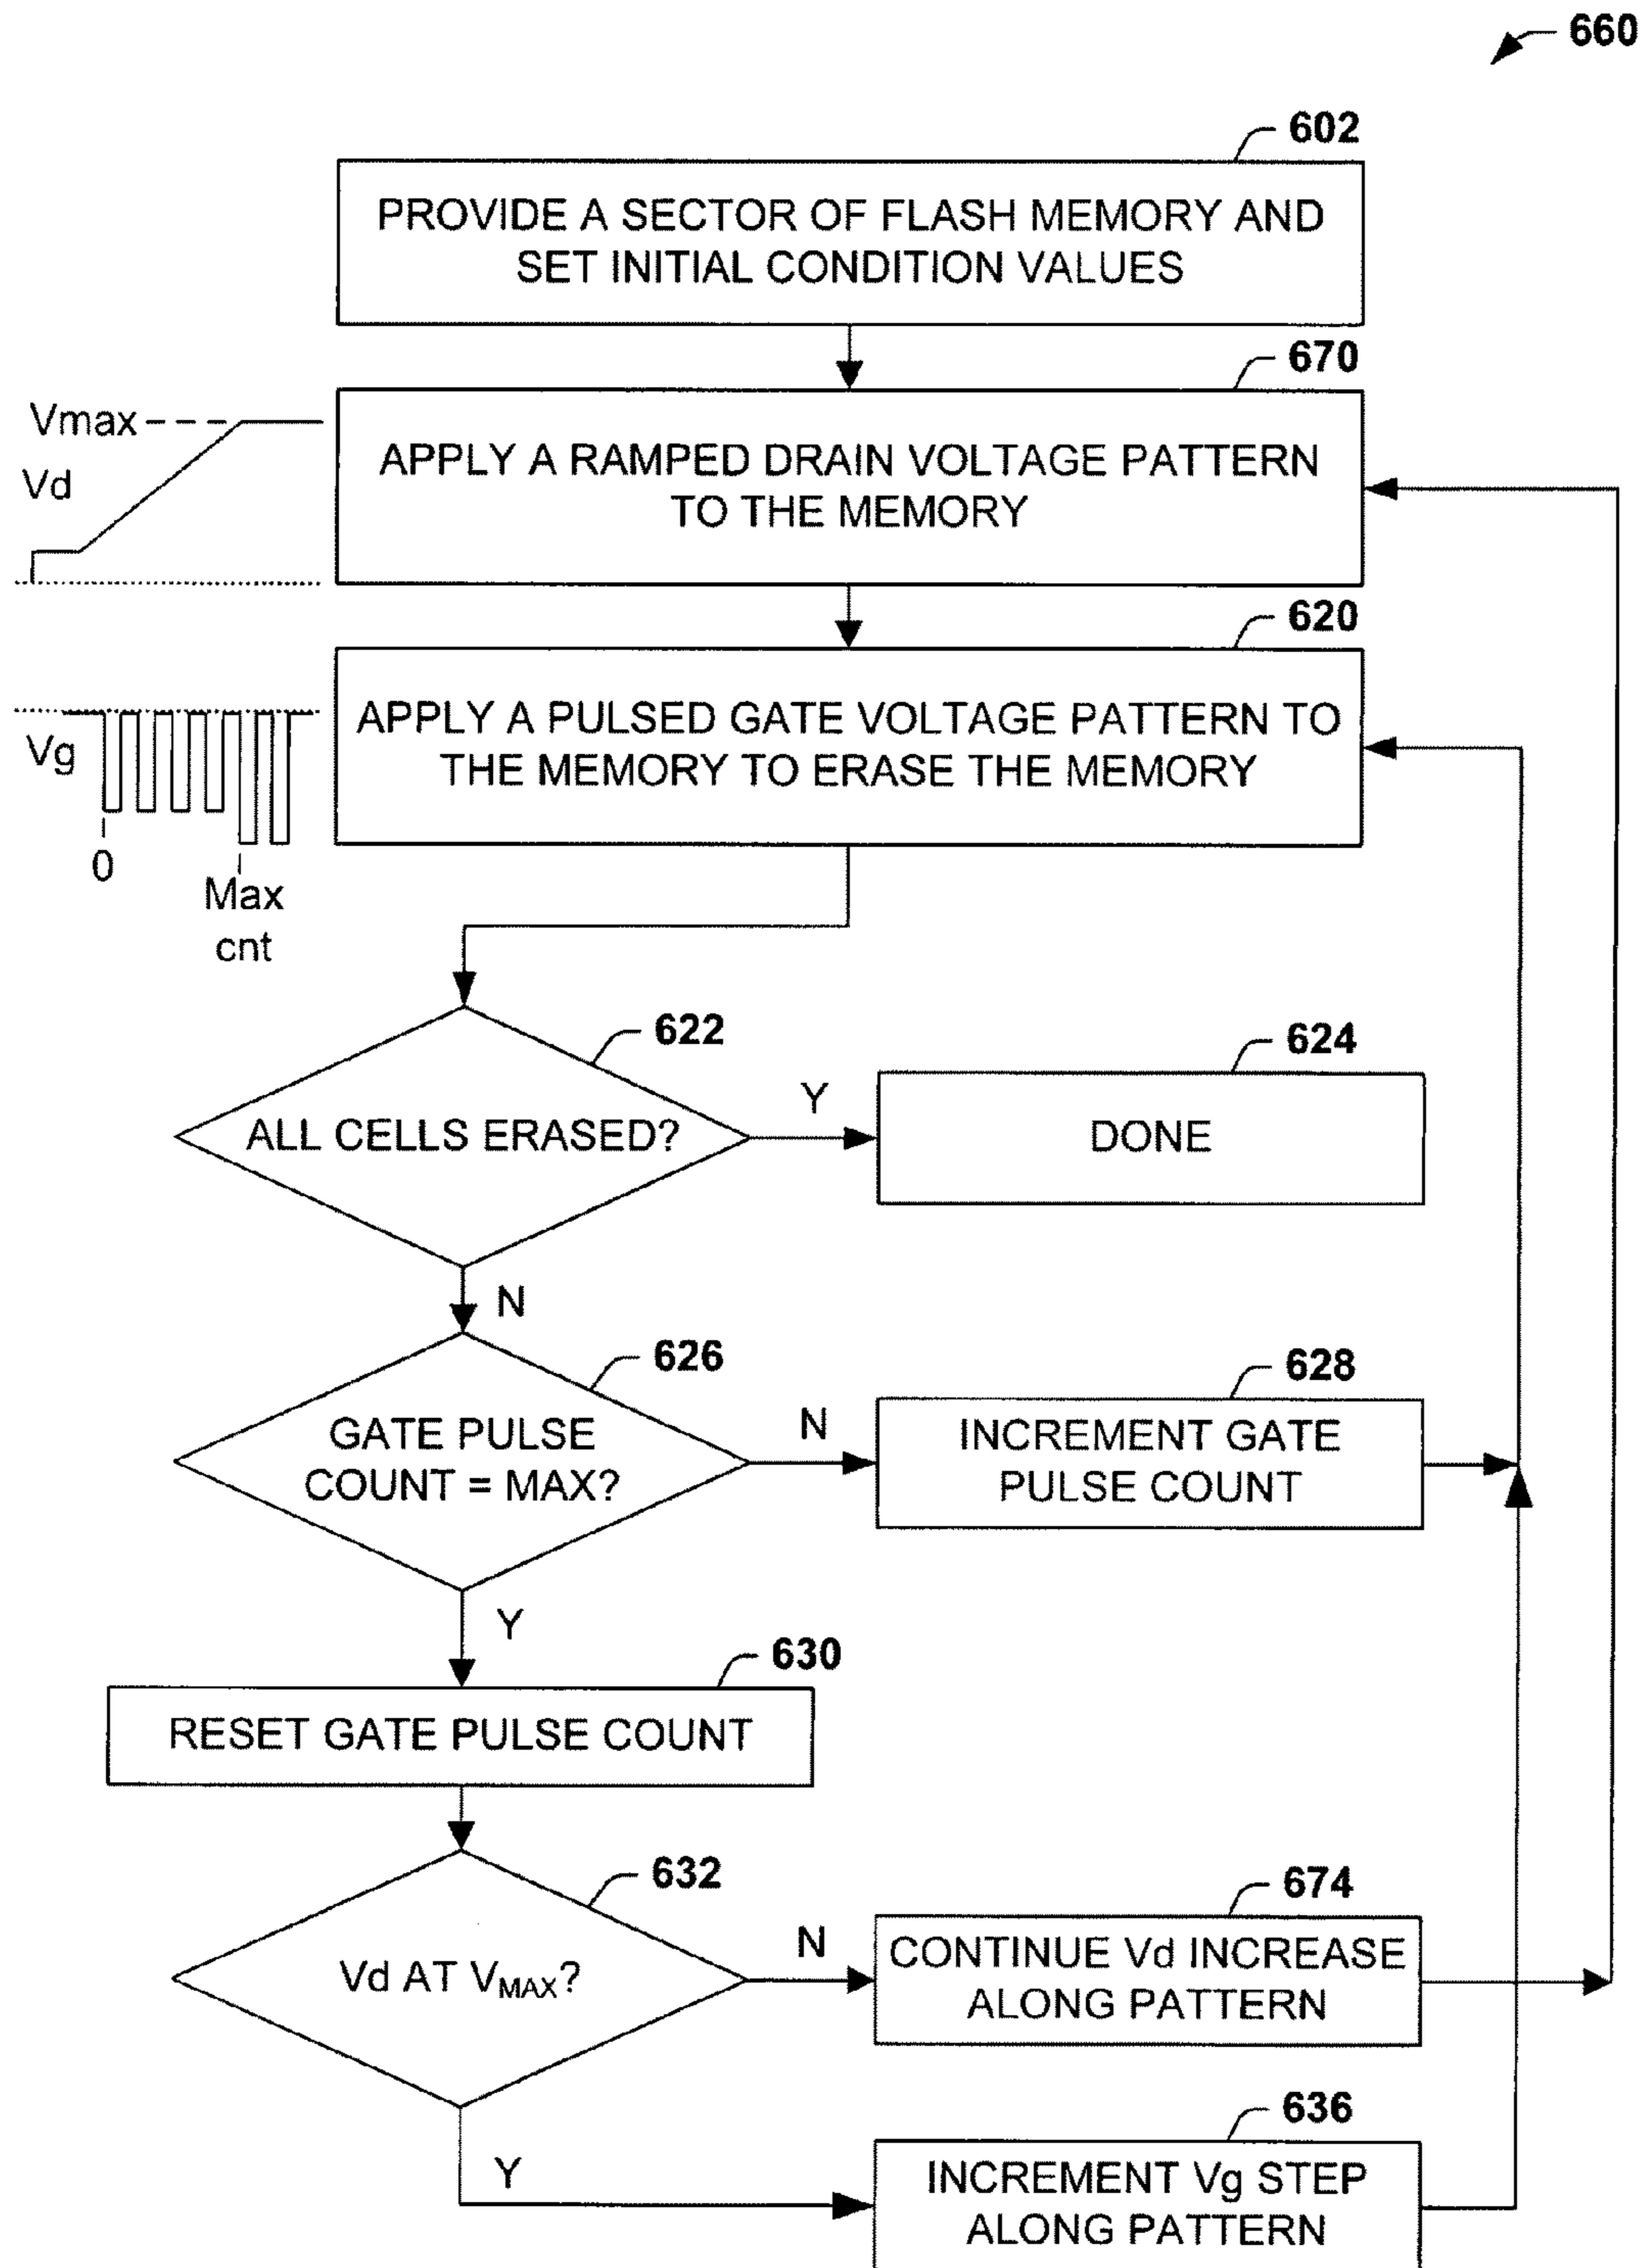 660
602
PROVIDE A SECTOR OF FLASH MEMORY AND
SET INITIAL CONDITION VALUES
670
Vmax
Vd
APPLY A RAMPED DRAIN VOLTAGE PATTERN
TO THE MEMORY
620
Vg
0
Max
cnt
APPLY A PULSED GATE VOLTAGE PATTERN TO
THE MEMORY TO ERASE THE MEMORY
622
ALL CELLS ERASED?
Y
624
DONE
N
626
GATE PULSE
COUNT = MAX?
N
628
INCREMENT GATE
PULSE COUNT
Y
630
RESET GATE PULSE COUNT
632
Vd AT VMAX?
N
674
CONTINUE Vd INCREASE
ALONG PATTERN
Y
636
INCREMENT Vg STEP
ALONG PATTERN